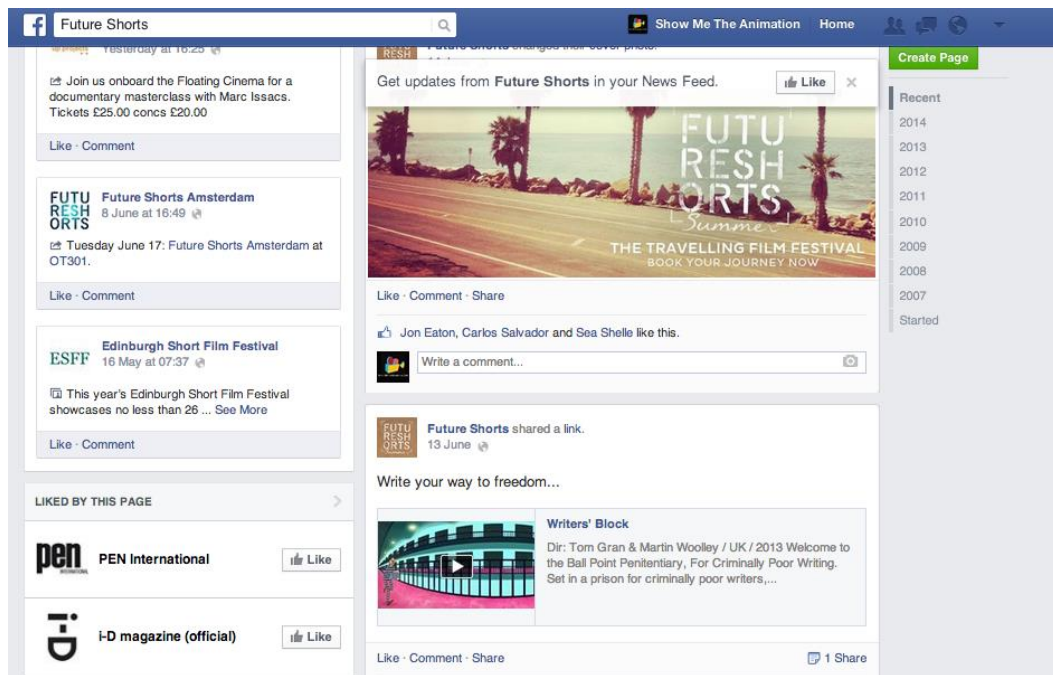 Future Shorts
Show Me The Animation
Home
Yesterday at 16:25
Join us onboard the Floating Cinema for a
documentary masterclass with Marc Issacs.
Tickets £25.00 concs £20.00
Like · Comment
FUTU
RESH
ORTS
Future Shorts Amsterdam
8 June at 16:49
Tuesday June 17: Future Shorts Amsterdam at
OT301.
Like · Comment
ESFF
Edinburgh Short Film Festival
16 May at 07:37
This year's Edinburgh Short Film Festival
showcases no less than 26 ... See More
Like · Comment
LIKED BY THIS PAGE
pen
INTERNATIONAL
PEN International
Like
i-D
i-D magazine (official)
Like
RESH
Future Shorts changed their cover photo.
Get updates from Future Shorts in your News Feed.
Like
FUTU
RESH
ORTS
Summer
THE TRAVELLING FILM FESTIVAL
BOOK YOUR JOURNEY NOW
Like · Comment · Share
Jon Eaton, Carlos Salvador and Sea Shelle like this.
Write a comment...
FUTU
RESH
ORTS
Future Shorts shared a link.
13 June
Write your way to freedom...
Writers' Block
Dir: Tom Gran & Martin Woolley / UK / 2013 Welcome to
the Ball Point Penitentiary, For Criminally Poor Writing.
Set in a prison for criminally poor writers,...
Like · Comment · Share
1 Share
Create Page
Recent
2014
2013
2012
2011
2010
2009
2008
2007
Started